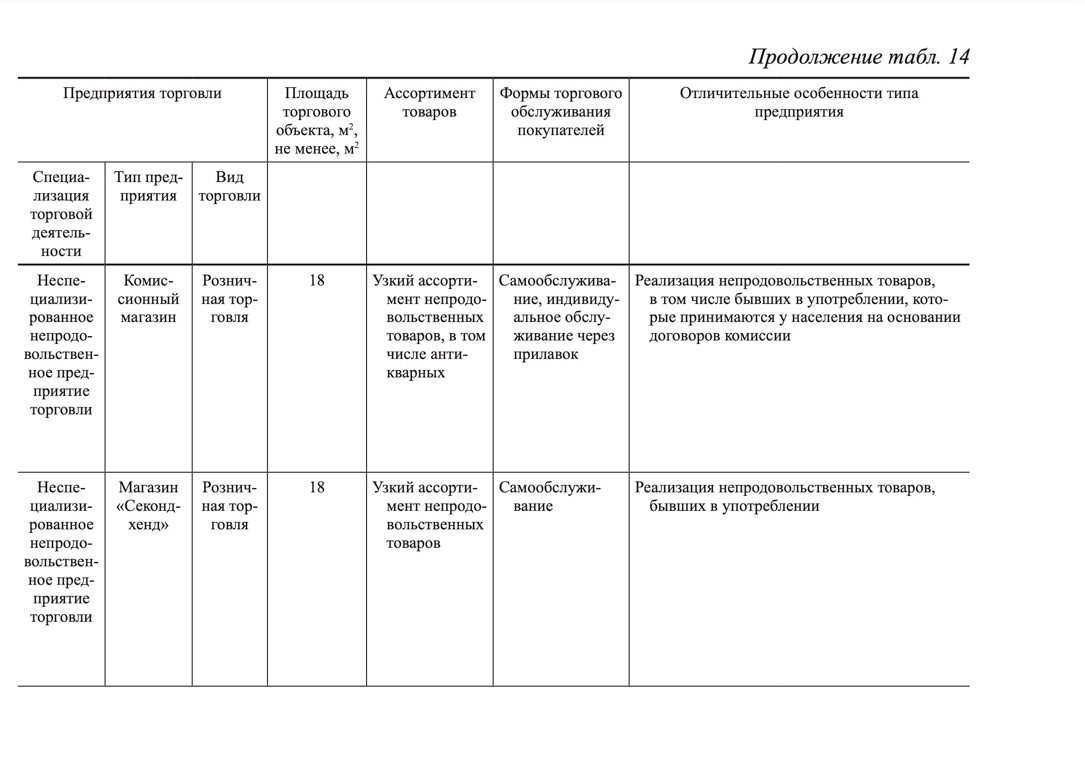 Продолжение табл. 14
Предприятия торговли
Площадь
торгового
объекта, м²,
не менее, м²
Ассортимент
товаров
Формы торгового
обслуживания
покупателей
Отличительные особенности типа
предприятия
Специа-
лизация
торговой
деятель-
ности
Тип пред-
приятия
Вид
торговли
Неспе-
циализи-
рованное
непродо-
вольствен-
ное пред-
приятие
торговли
Комис-
сионный
магазин
Рознич-
ная тор-
говля
18
Узкий ассорти-
мент непродо-
вольственных
товаров, в том
числе анти-
кварных
Самообслужива-
ние, индивиду-
альное обслу-
живание через
прилавок
Реализация непродовольственных товаров,
в том числе бывших в употреблении, кото-
рые принимаются у населения на основании
договоров комиссии
Неспе-
циализи-
рованное
непродо-
вольствен-
ное пред-
приятие
торговли
Магазин
«Секонд-
хенд»
Рознич-
ная тор-
говля
18
Узкий ассорти-
мент непродо-
вольственных
товаров
Самообслужи-
вание
Реализация непродовольственных товаров,
бывших в употреблении